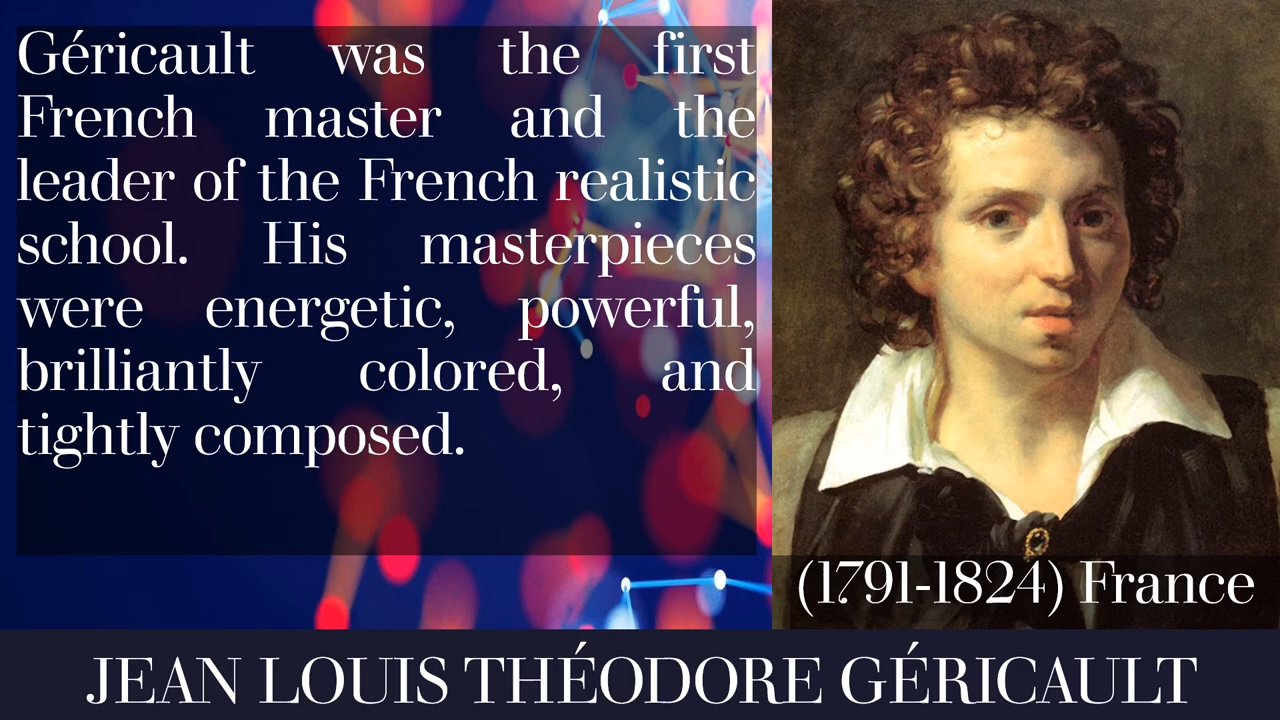 Géricault was the first
French master and the
leader of the French realistic
school. His masterpieces
were energetic, powerful,
brilliantly colored, and
tightly composed.
(1791-1824) France
JEAN LOUIS THÉODORE GÉRICAULT